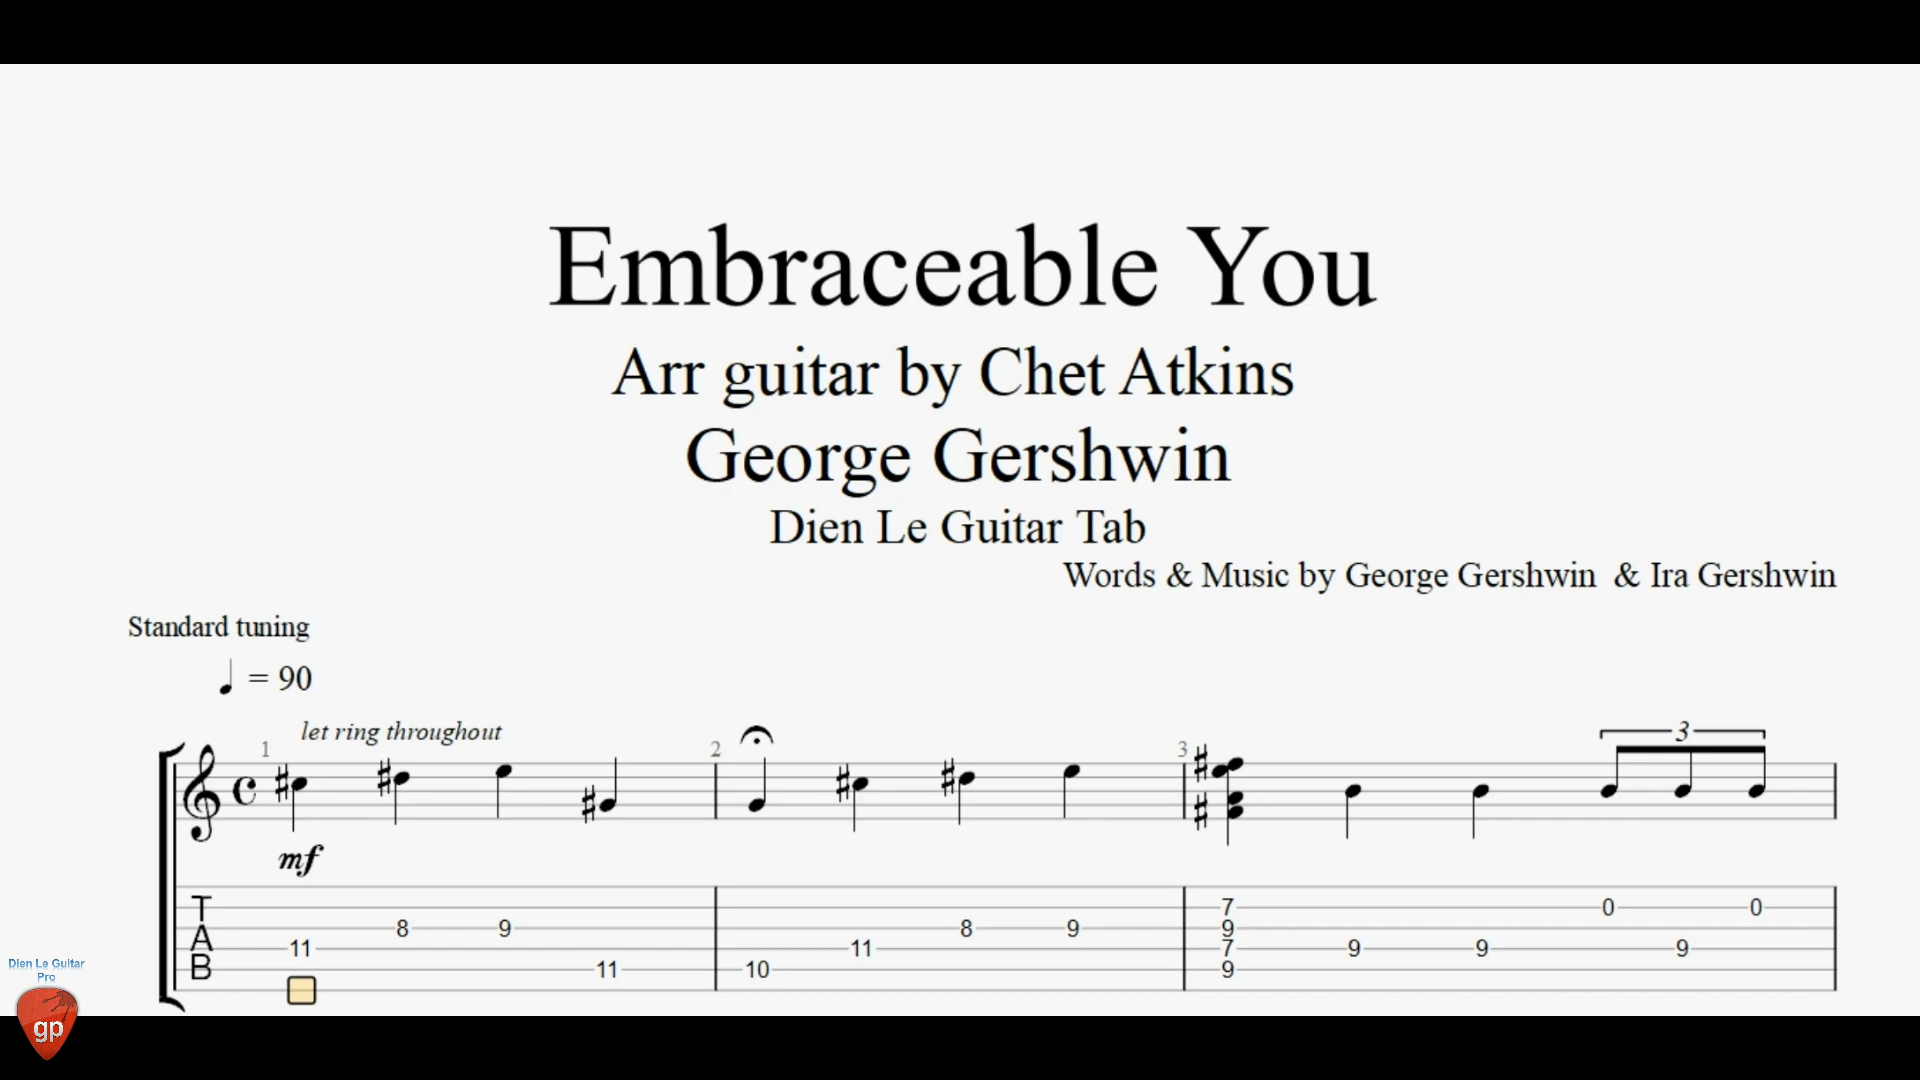 Embraceable You
Arr guitar by Chet Atkins
George Gershwin
Dien Le Guitar Tab
Words & Music by George Gershwin & Ira Gershwin
Standard tuning
= 90
let ring throughout
1 2 3 3
mf
T
A
B
7
8 9 8 9 9
11 11 7 9 9 9
11 10 9
0 0
Dien Le Guitar
Pro
gp